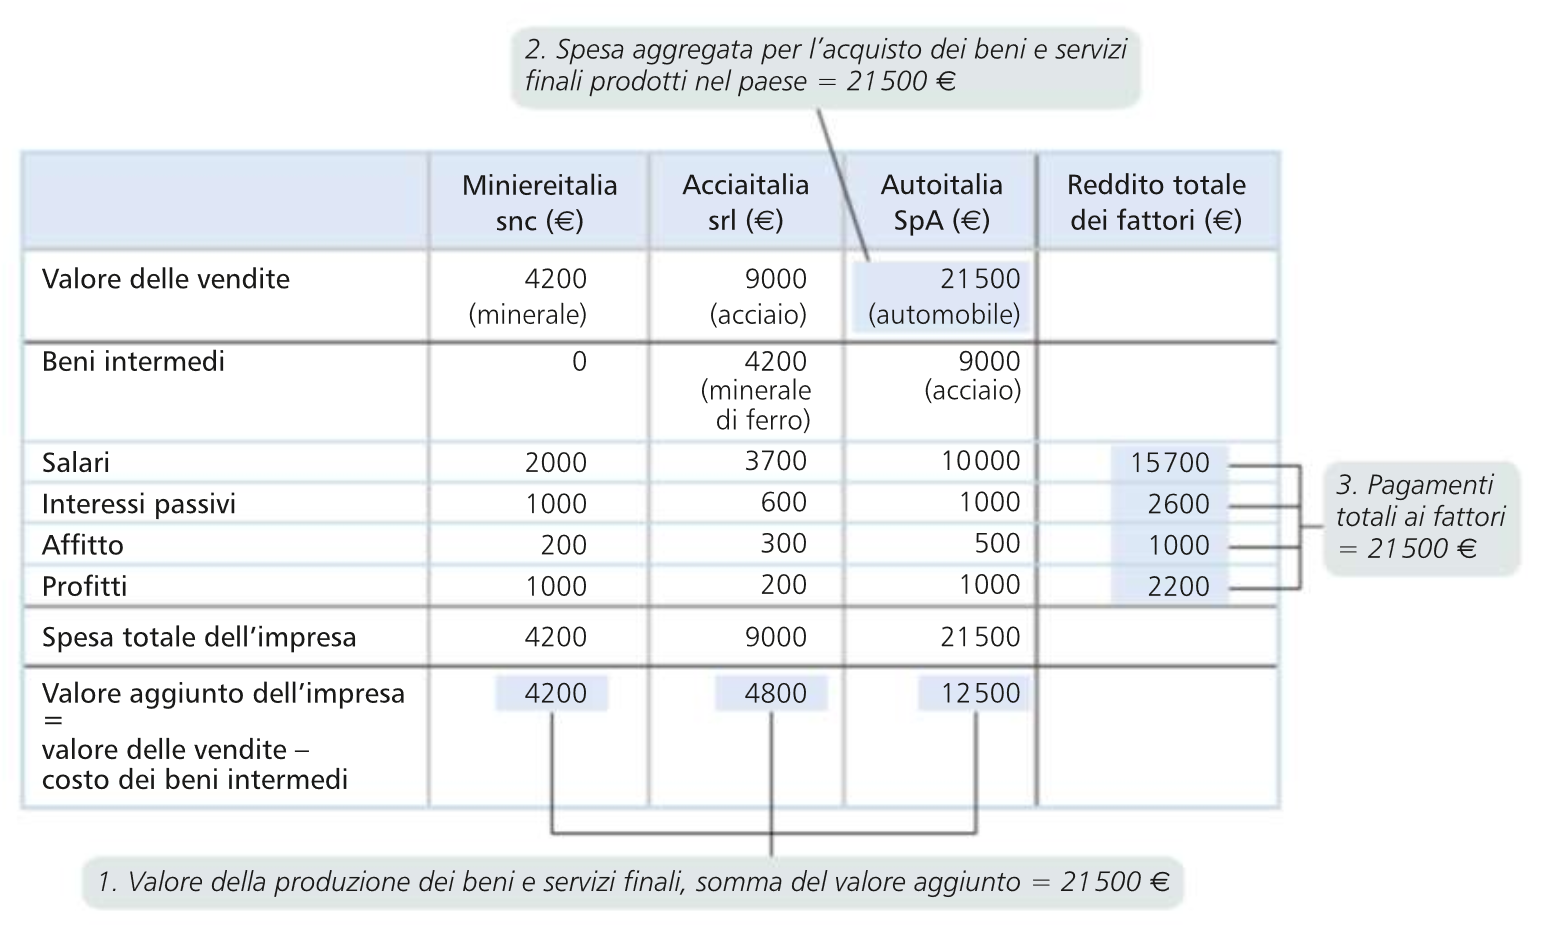 2. Spesa aggregata per l'acquisto dei beni e servizi
finali prodotti nel paese = 21 500 €
Miniereitalia snc (€) Acciaitalia srl (€) Autoitalia SpA (€) Reddito totale dei fattori (€)
Valore delle vendite 4200 9000 21 500
(minerale) (acciaio) (automobile)
Beni intermedi 0 4200 9000
(minerale (acciaio)
di ferro)
Salari 2000 3700 10 000 15 700
Interessi passivi 1000 600 1000 2600
Affitto 200 300 500 1000
Profitti 1000 200 1000 2200
3. Pagamenti
totali ai fattori
= 21 500 €
Spesa totale dell'impresa 4200 9000 21 500
Valore aggiunto dell'impresa 4200 4800 12 500
=
valore delle vendite –
costo dei beni intermedi
1. Valore della produzione dei beni e servizi finali, somma del valore aggiunto = 21 500 €